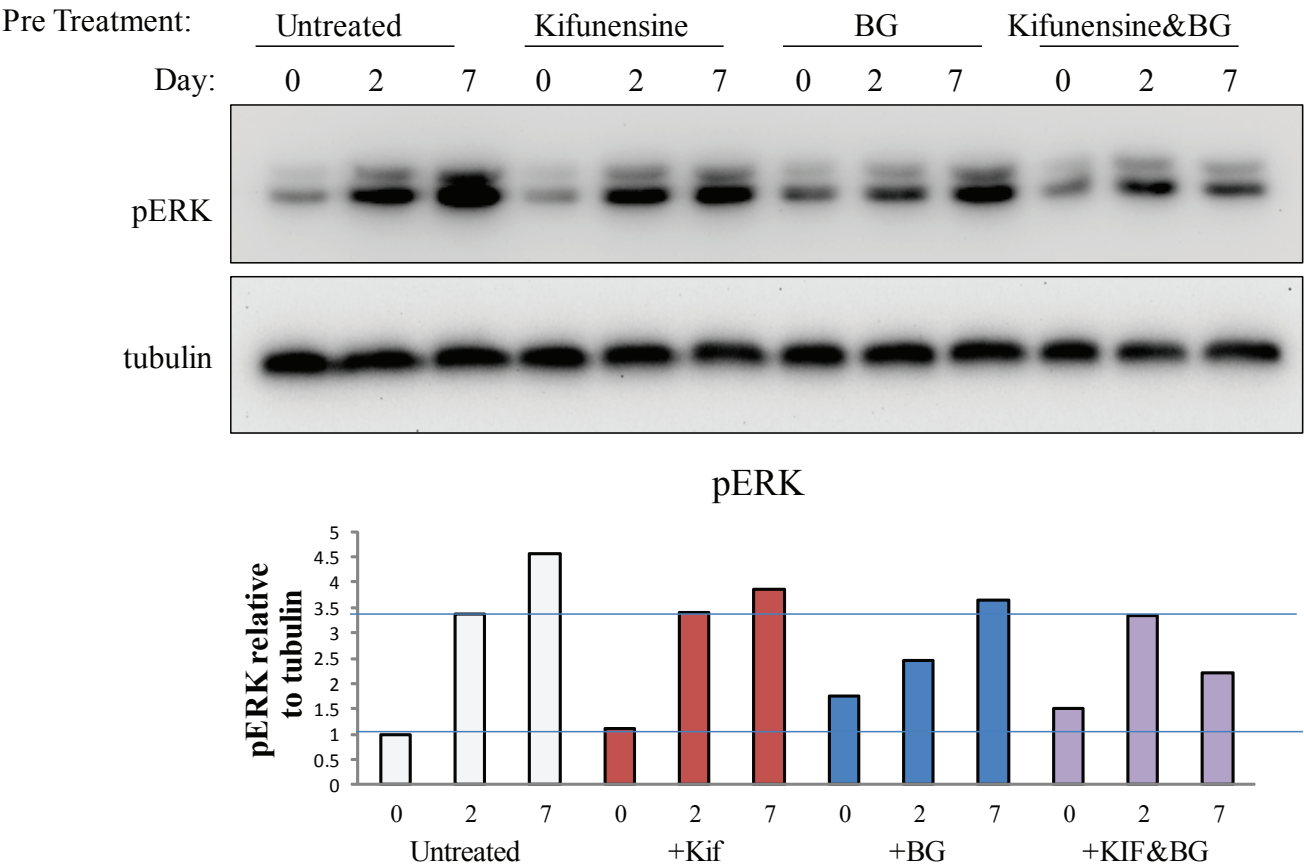 Pre Treatment: Untreated Kifunensine BG Kifunensine&BG
Day: 0 2 7 0 2 7 0 2 7 0 2 7
pERK
tubulin
pERK
pERK relative
to tubulin
5
4.5
4
3.5
3
2.5
2
1.5
1
0.5
0
0 2 7 0 2 7 0 2 7 0 2 7
Untreated +Kif +BG +KIF&BG